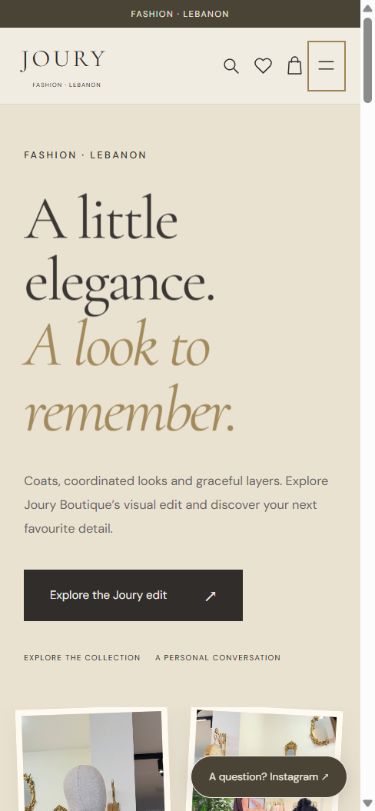 FASHION · LEBANON
JOURY
FASHION · LEBANON
FASHION · LEBANON
A little
elegance.
A look to
remember.
Coats, coordinated looks and graceful layers. Explore
Joury Boutique’s visual edit and discover your next
favourite detail.
Explore the Joury edit ↗
EXPLORE THE COLLECTION A PERSONAL CONVERSATION
A question? Instagram ↗